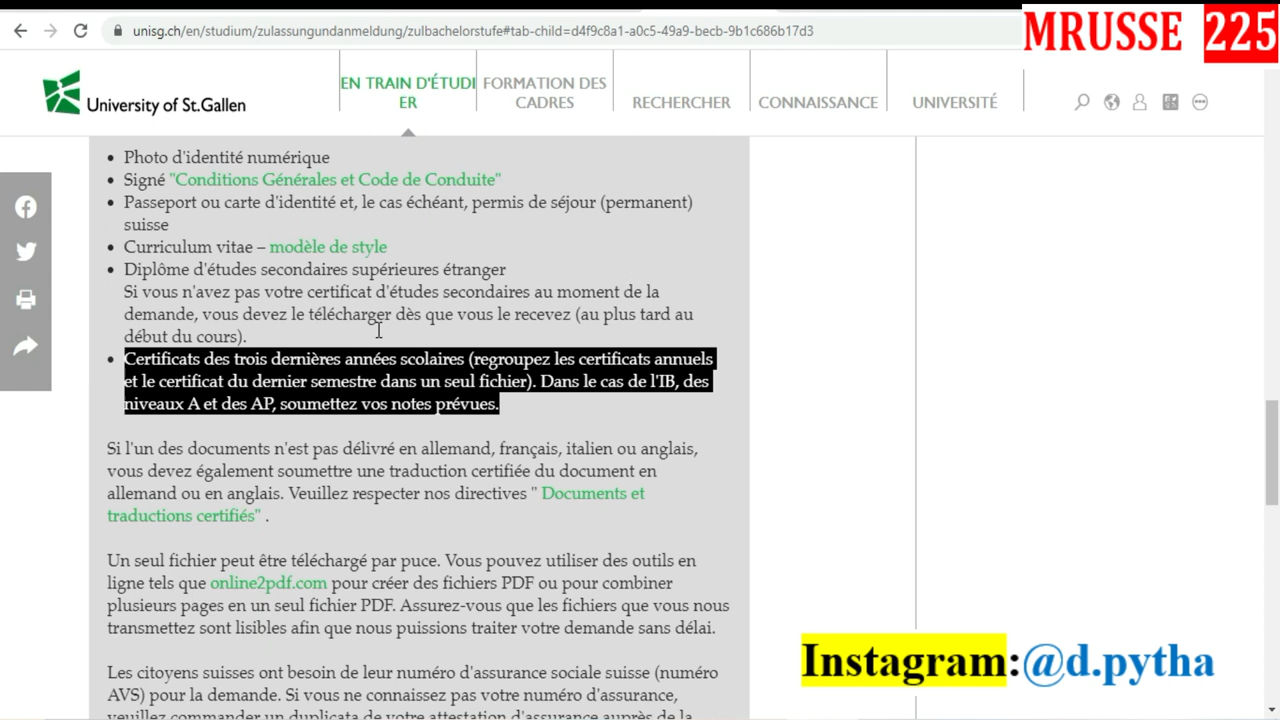 unisg.ch/en/studium/zulassungundanmeldung/zulbachelorstufe#tab-child=d4f9c8a1-a0c5-49a9-becb-9b1c686b17d3
MRUSSE 225
University of St.Gallen
EN TRAIN D'ÉTUDI
ER
FORMATION DES
CADRES
RECHERCHER
CONNAISSANCE
UNIVERSITÉ
• Photo d'identité numérique
• Signé "Conditions Générales et Code de Conduite"
• Passeport ou carte d'identité et, le cas échéant, permis de séjour (permanent)
suisse
• Curriculum vitae – modèle de style
• Diplôme d'études secondaires supérieures étranger
Si vous n'avez pas votre certificat d'études secondaires au moment de la
demande, vous devez le télécharger dès que vous le recevez (au plus tard au
début du cours).
• Certificats des trois dernières années scolaires (regroupez les certificats annuels
et le certificat du dernier semestre dans un seul fichier). Dans le cas de l'IB, des
niveaux A et des AP, soumettez vos notes prévues.
Si l'un des documents n'est pas délivré en allemand, français, italien ou anglais,
vous devez également soumettre une traduction certifiée du document en
allemand ou en anglais. Veuillez respecter nos directives " Documents et
traductions certifiés" .
Un seul fichier peut être téléchargé par puce. Vous pouvez utiliser des outils en
ligne tels que online2pdf.com pour créer des fichiers PDF ou pour combiner
plusieurs pages en un seul fichier PDF. Assurez-vous que les fichiers que vous nous
transmettez sont lisibles afin que nous puissions traiter votre demande sans délai.
Les citoyens suisses ont besoin de leur numéro d'assurance sociale suisse (numéro
AVS) pour la demande. Si vous ne connaissez pas votre numéro d'assurance,
veuillez commander un duplicata de votre attestation d'assurance auprès de la
Instagram:@d.pytha